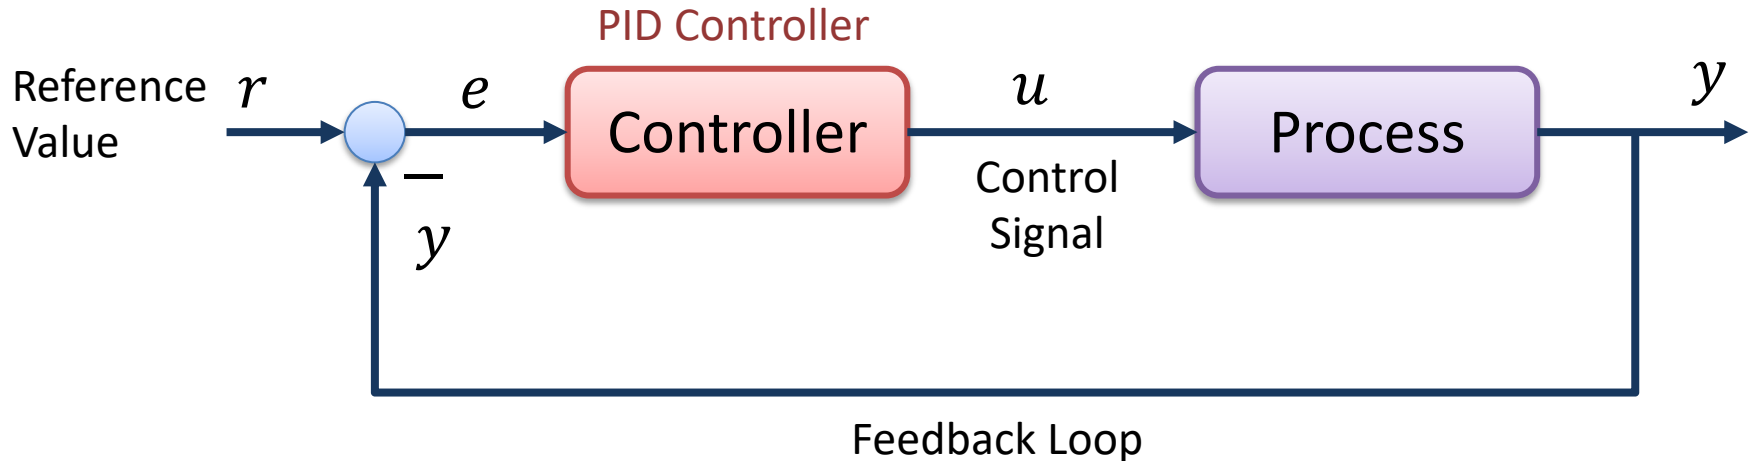 PID Controller
Reference
Value
r
e
Controller
u
Control
Signal
Process
y
−
y
Feedback Loop